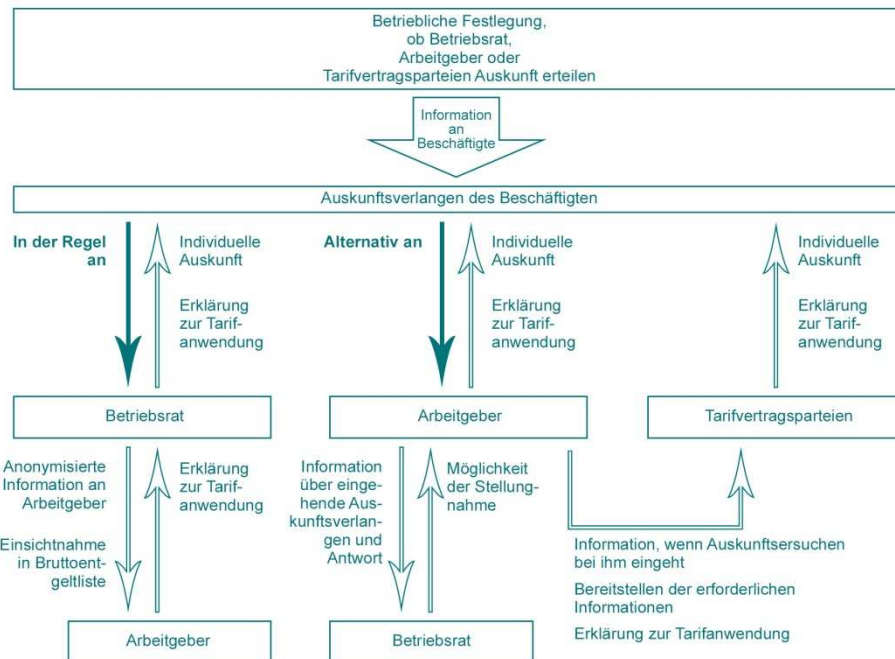 Betriebliche Festlegung,
ob Betriebsrat,
Arbeitgeber oder
Tarifvertragsparteien Auskunft erteilen
Information
an
Beschäftigte
Auskunftsverlangen des Beschäftigten
In der Regel
an
Individuelle
Auskunft
Erklärung
zur Tarif-
anwendung
Alternativ an
Individuelle
Auskunft
Erklärung
zur Tarif-
anwendung
Individuelle
Auskunft
Erklärung
zur Tarif-
anwendung
Betriebsrat
Arbeitgeber
Tarifvertragsparteien
Anonymisierte
Information an
Arbeitgeber
Einsichtnahme
in Bruttoent-
geltliste
Erklärung
zur Tarif-
anwendung
Information
über eingehe-
nde Aus-
kunftsverlan-
gen und
Antwort
Möglichkeit
der Stellung-
nahme
Information, wenn Auskunftsersuchen
bei ihm eingeht
Bereitstellen der erforderlichen
Informationen
Erklärung zur Tarifanwendung
Arbeitgeber
Betriebsrat